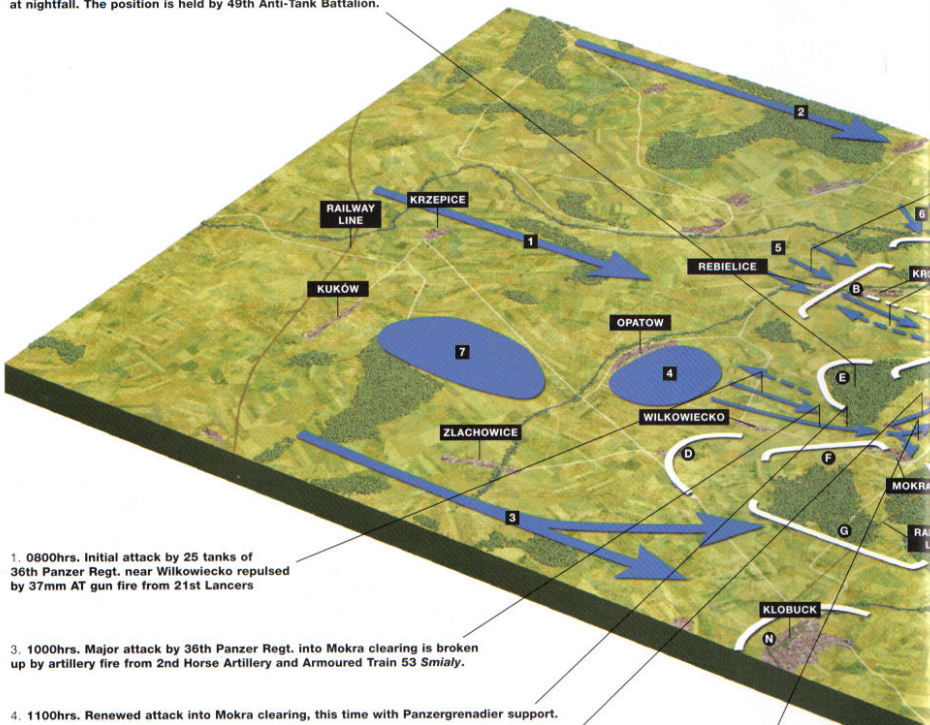 at nightfall. The position is held by 49th Anti-Tank Battalion.
2
RAILWAY
LINE
KRZEPICE
1
6
5
REBIELICE
B
KRO
KUKÓW
OPATOW
7
4
E
WILKOWIECKO
ZLACHOWICE
D
F
MOKRA
3
G
RAI
L
KLOBUCK
N
1. 0800hrs. Initial attack by 25 tanks of
36th Panzer Regt. near Wilkowiecko repulsed
by 37mm AT gun fire from 21st Lancers
3. 1000hrs. Major attack by 36th Panzer Regt. into Mokra clearing is broken
up by artillery fire from 2nd Horse Artillery and Armoured Train 53 Smialy.
4. 1100hrs. Renewed attack into Mokra clearing, this time with Panzergrenadier support.